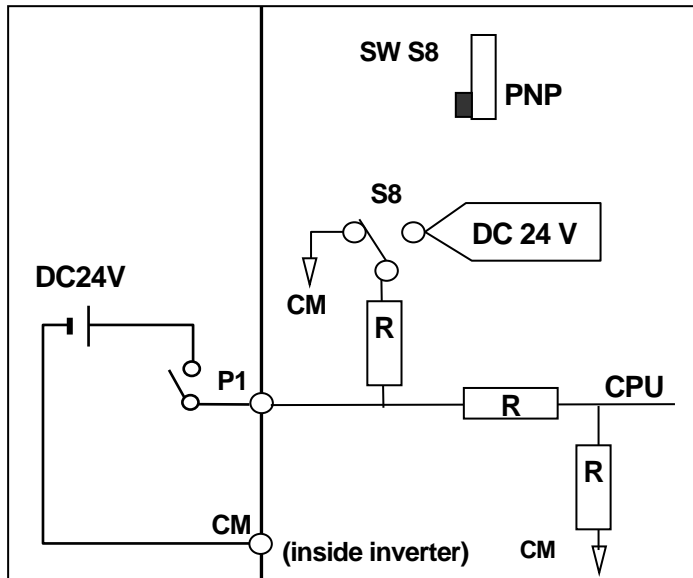 SW S8
PNP
S8
DC 24 V
DC24V
CM
R
P1
R
CPU
R
CM
(inside inverter)
CM